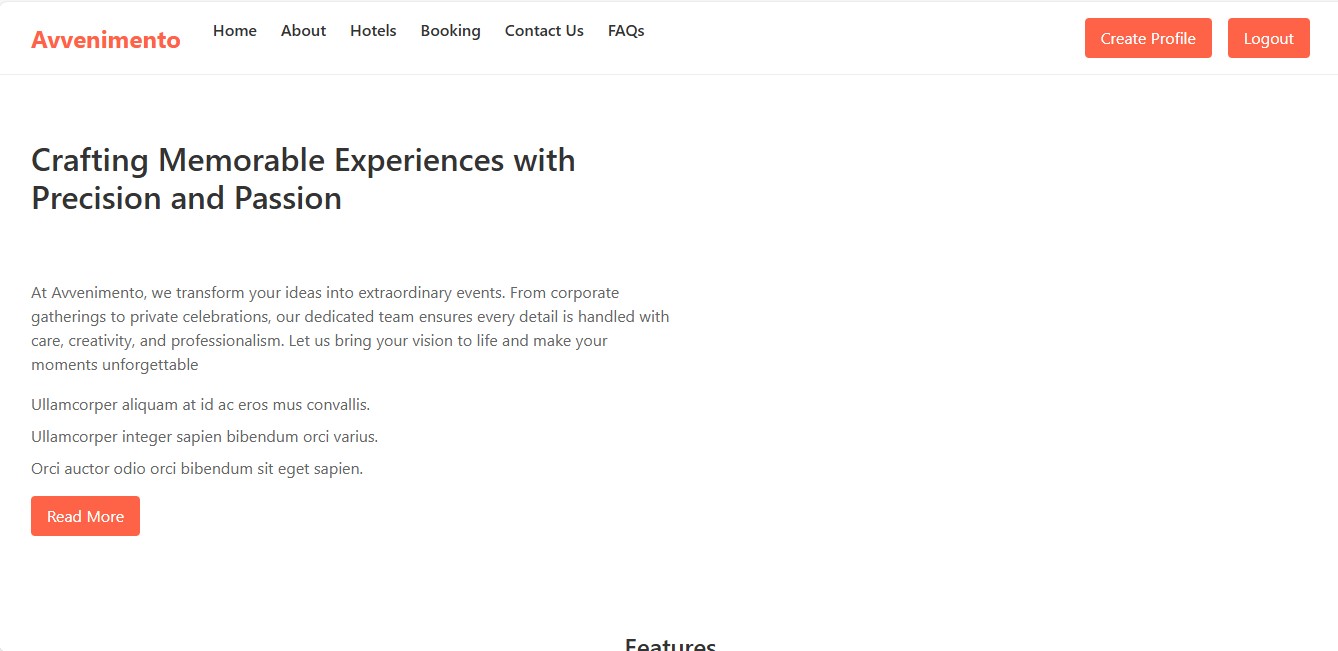 Avvenimento
Home About Hotels Booking Contact Us FAQs
Create Profile Logout
Crafting Memorable Experiences with
Precision and Passion
At Avvenimento, we transform your ideas into extraordinary events. From corporate
gatherings to private celebrations, our dedicated team ensures every detail is handled with
care, creativity, and professionalism. Let us bring your vision to life and make your
moments unforgettable
Ullamcorper aliquam at id ac eros mus convallis.
Ullamcorper integer sapien bibendum orci varius.
Orci auctor odio orci bibendum sit eget sapien.
Read More
Features